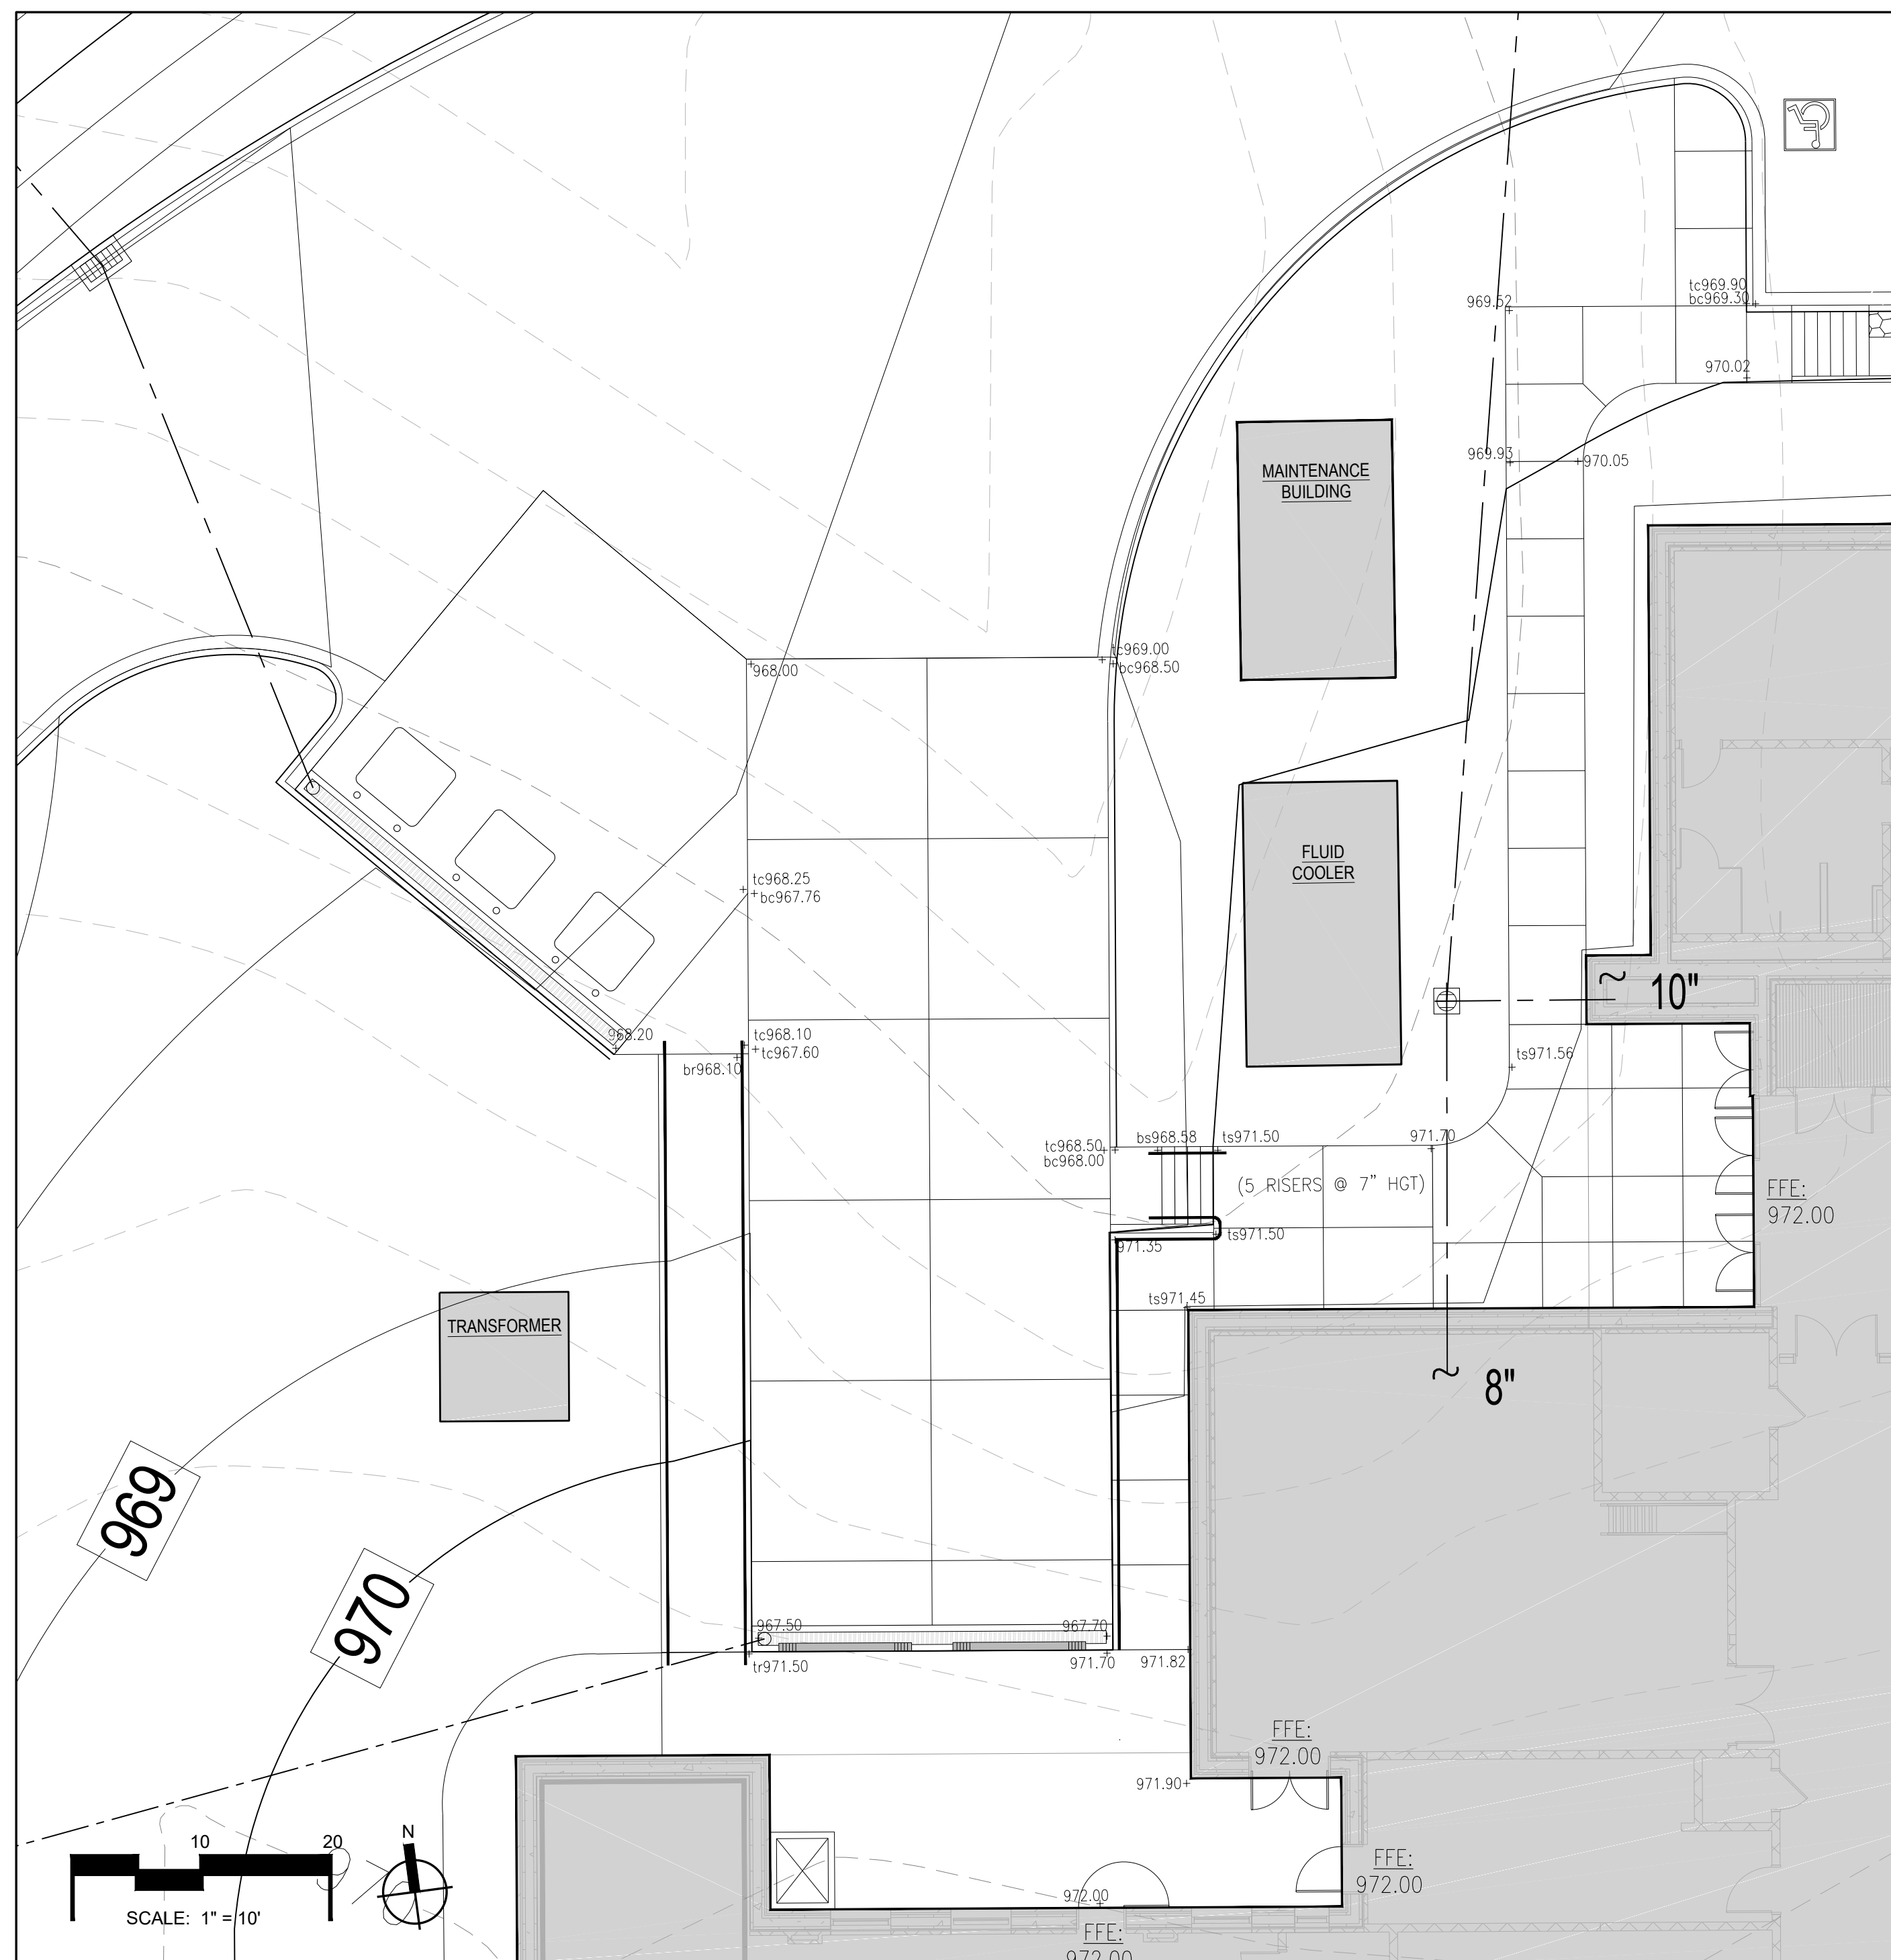 tc969.90
bc969.30
969.52
970.02
969.93
970.05
MAINTENANCE
BUILDING
tc969.00
bc968.50
968.00
FLUID
COOLER
tc968.25
bc967.76
10"
968.20
tc968.10
tc967.60
br968.10
ts971.56
tc968.50
bc968.00
bs968.58
ts971.50
971.70
(5 RISERS @ 7” HGT)
FFE:
972.00
971.35
ts971.50
ts971.45
TRANSFORMER
8"
969
970
967.50
967.70
tr971.50
971.70
971.82
FFE:
972.00
971.90
FFE:
972.00
972.00
FFE:
972.00
10
20
N
SCALE: 1" = 10'